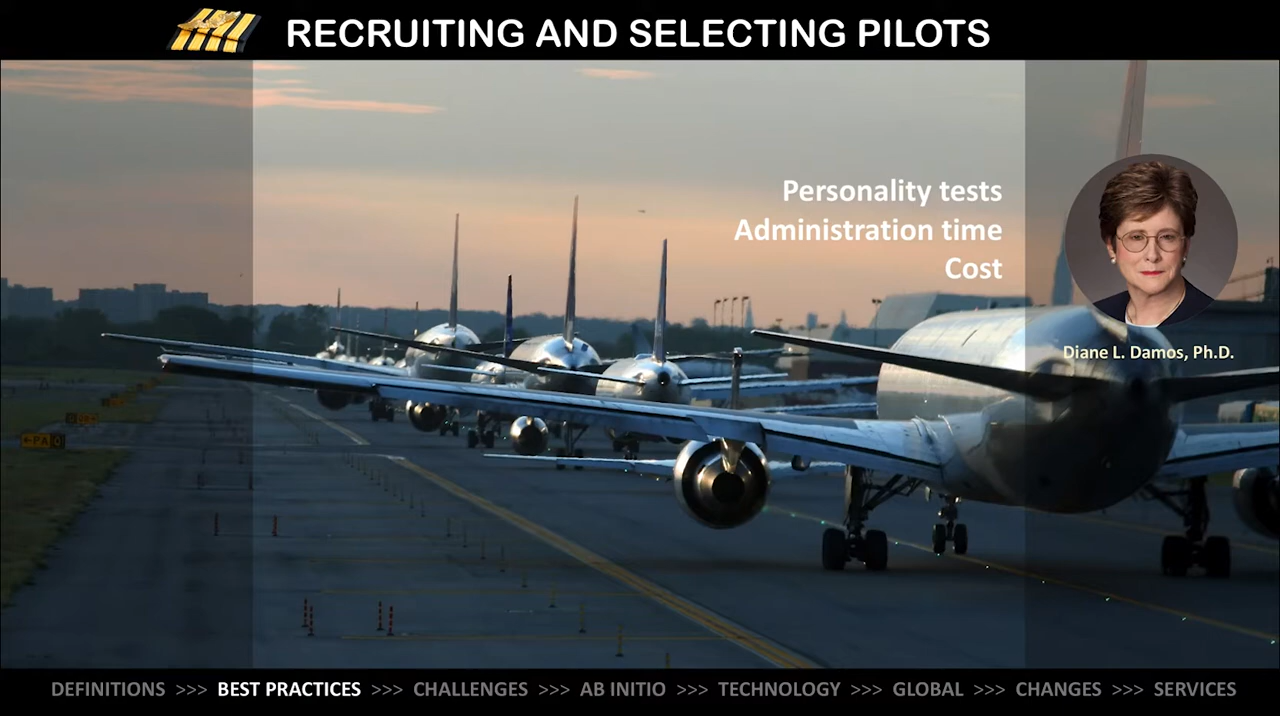 RECRUITING AND SELECTING PILOTS
Personality tests
Administration time
Cost
Diane L. Damos, Ph.D.
DEFINITIONS >>> BEST PRACTICES >>> CHALLENGES >>> AB INITIO >>> TECHNOLOGY >>> GLOBAL >>> CHANGES >>> SERVICES